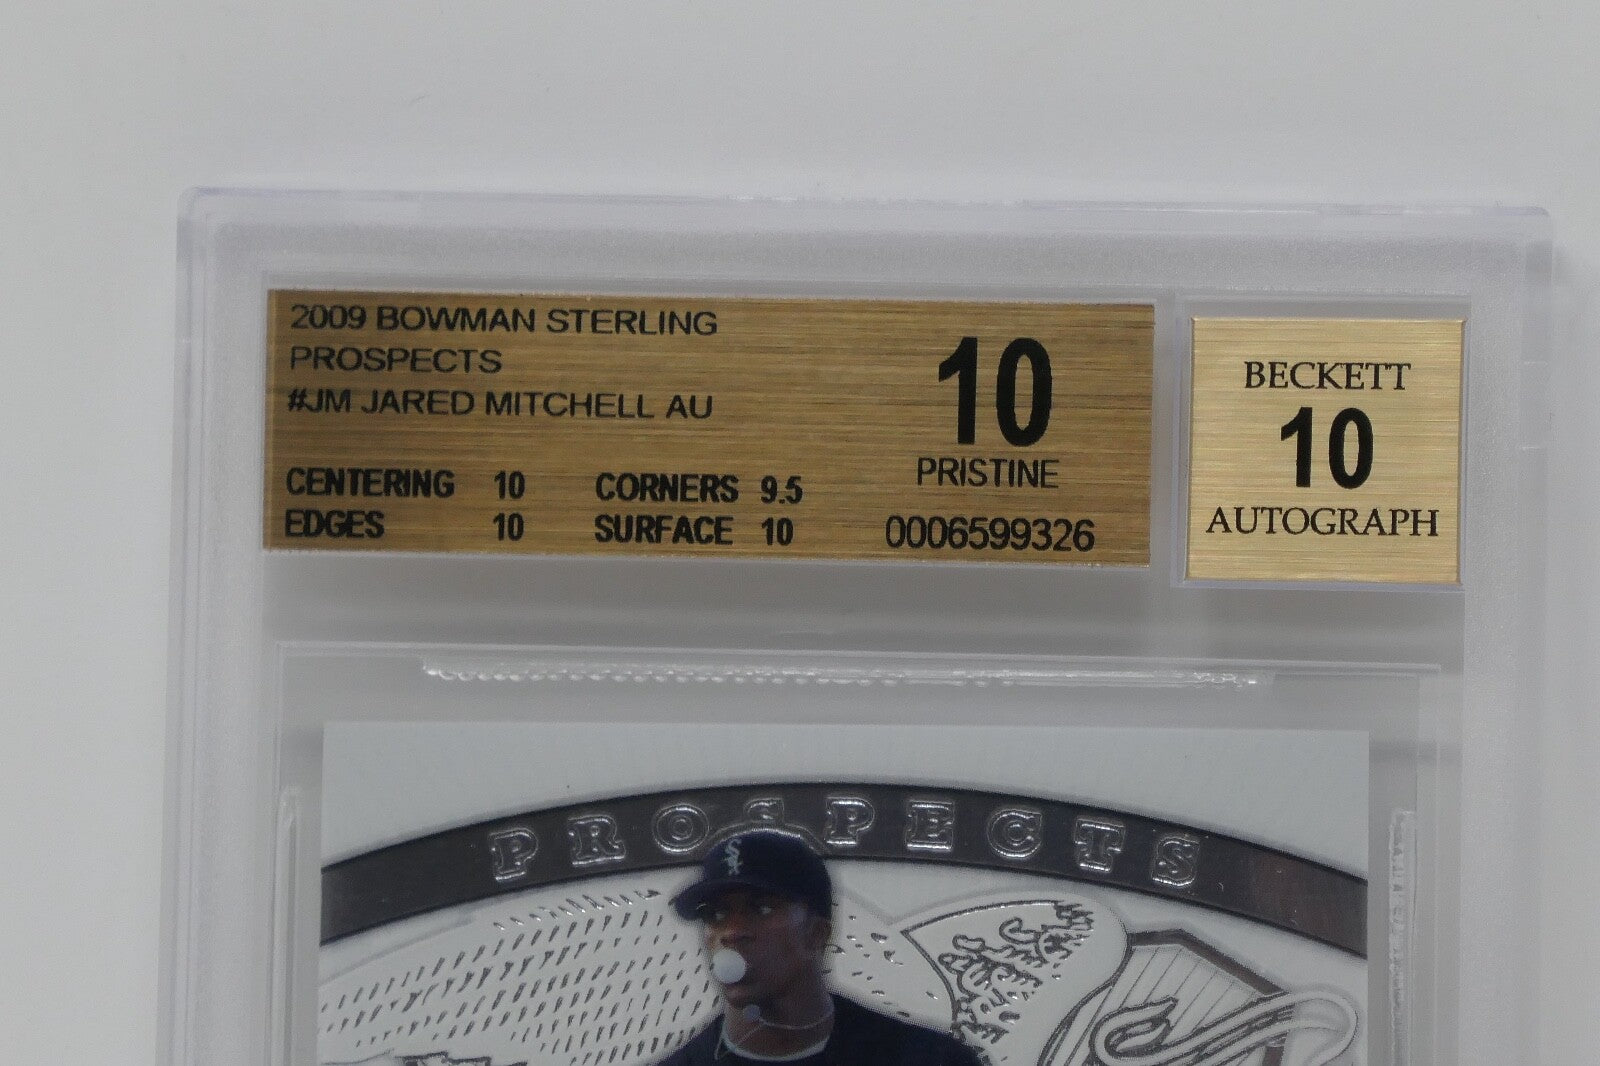 2009 BOWMAN STERLING
PROSPECTS
#JM JARED MITCHELL AU
CENTERING 10 CORNERS 9.5
EDGES 10 SURFACE 10
10
PRISTINE
0006599326
BECKETT
10
AUTOGRAPH
PROSPECTS
Sox